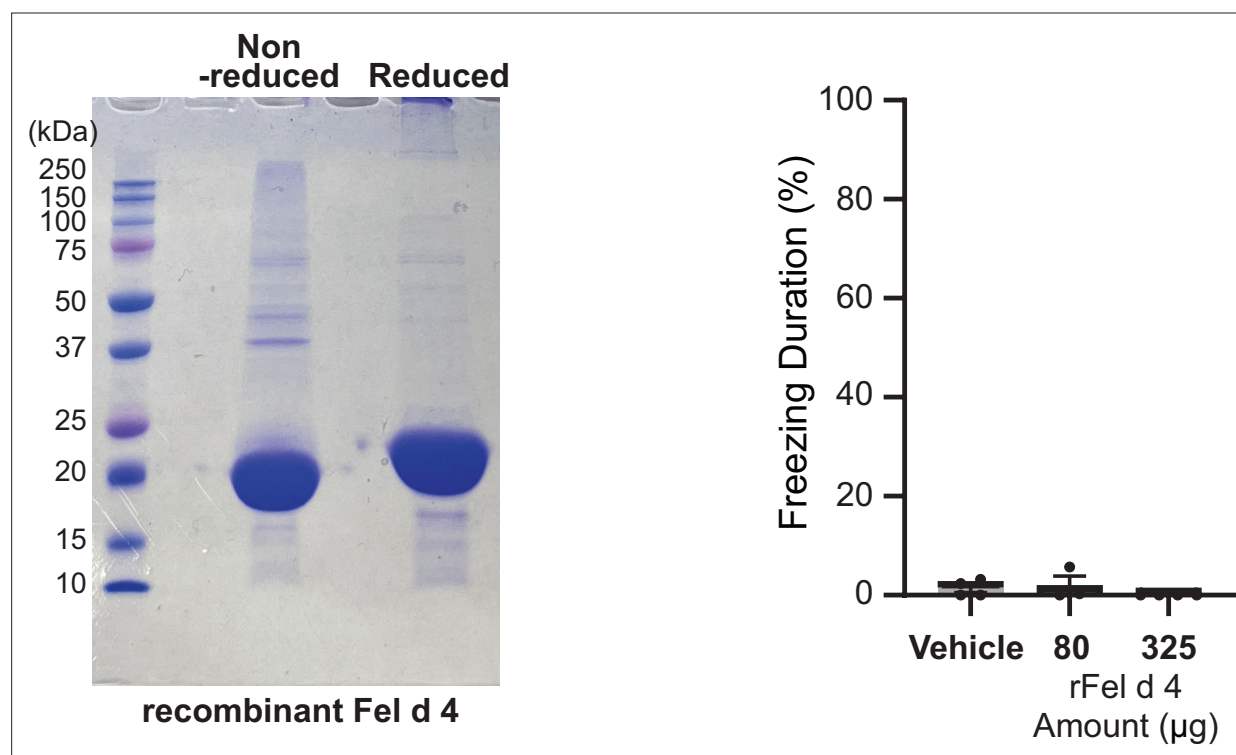 Non
-reduced
Reduced
(kDa)
250
150
100
75
50
37
25
20
15
10
recombinant Fel d 4
Freezing Duration (%)
100
80
60
40
20
0
Vehicle 80 325
rFel d 4
Amount (μg)